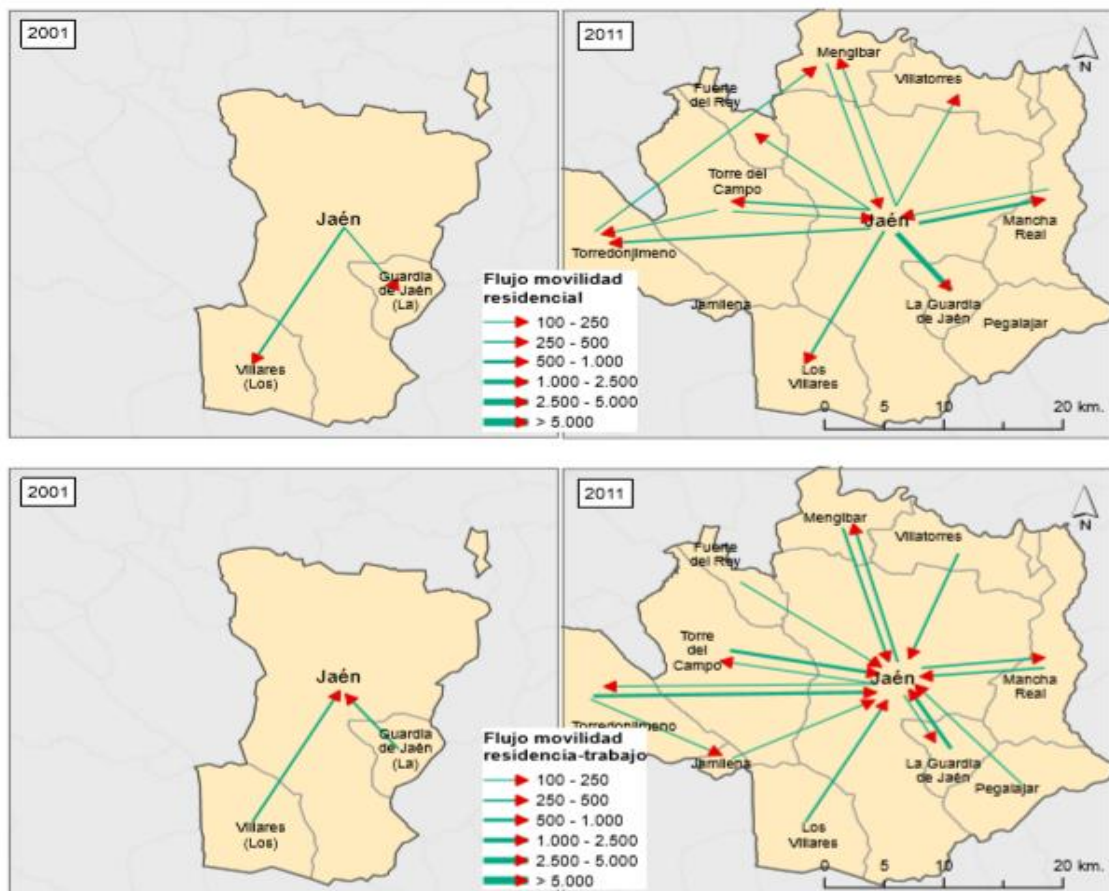 2001
Jaén
Guardia
de Jaén
(La)
Villares
(Los)
Flujo movilidad
residencial
100 - 250
250 - 500
500 - 1.000
1.000 - 2.500
2.500 - 5.000
> 5.000
2011
N
Mengibar
Villatorres
Fuerte
del Rey
Torre del
Campo
Jaén
Mancha
Real
Torredonjimeno
Jamilena
La Guardia
de Jaén
Pegalajar
Los
Villares
0 5 10 20 km.
2001
Jaén
Guardia
de Jaén
(La)
Villares
(Los)
Flujo movilidad
residencia-trabajo
100 - 250
250 - 500
500 - 1.000
1.000 - 2.500
2.500 - 5.000
> 5.000
2011
N
Mengibar
Villatorres
Fuerte
del Rey
Torre
del
Campo
Jaén
Mancha
Real
Torredonjimeno
Jamilena
La Guardia
de Jaén
Pegalajar
Los
Villares
0 5 10 20 km.